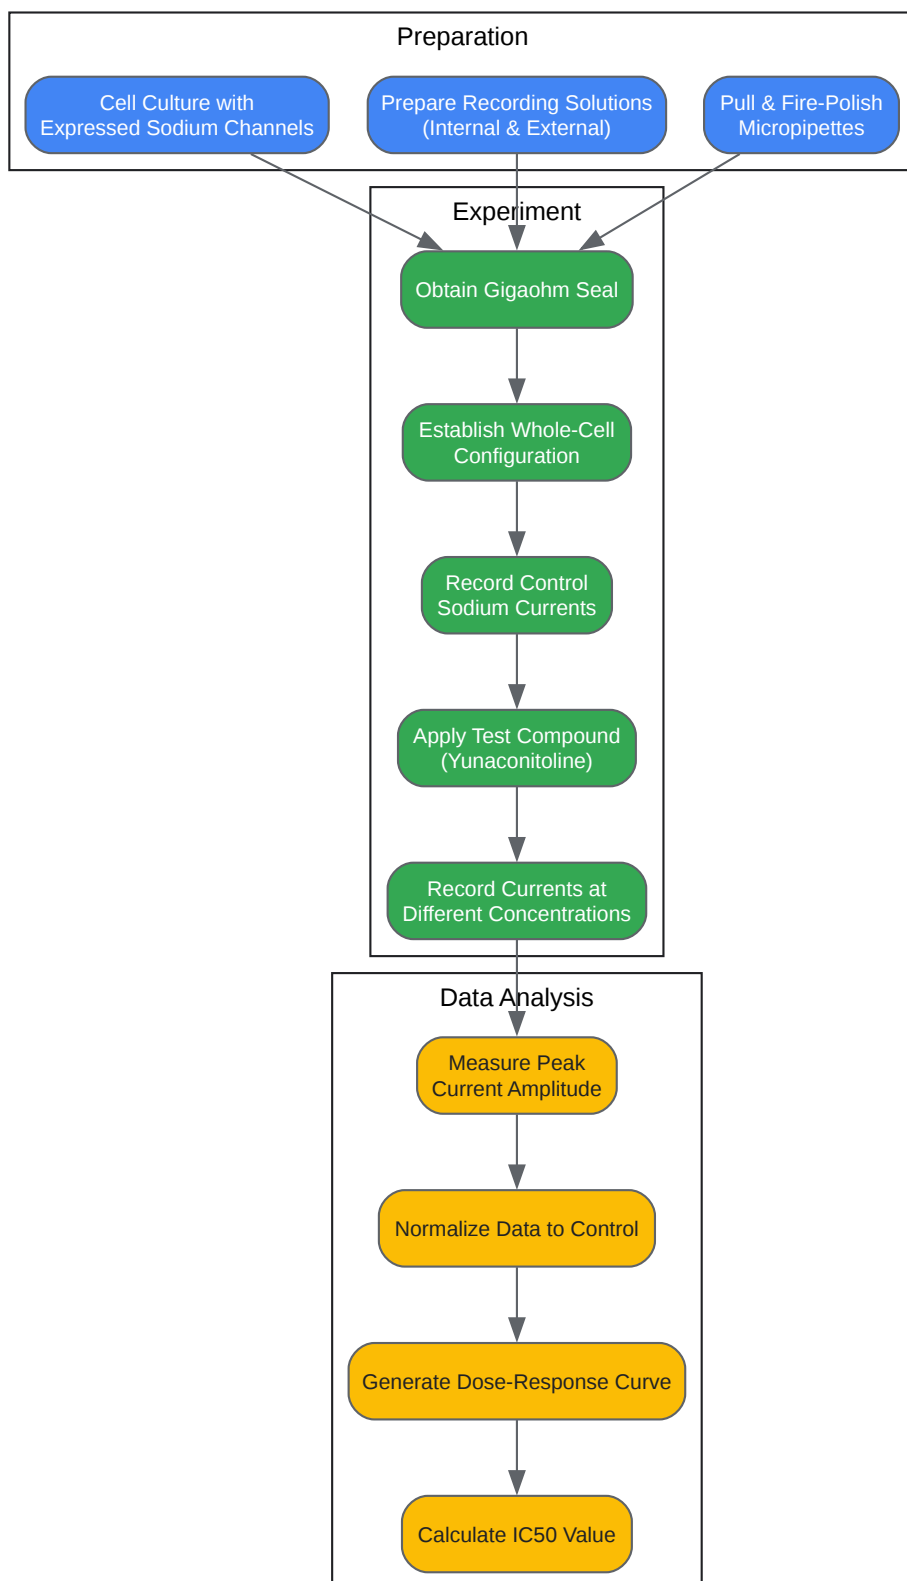 Preparation
Cell Culture with
Expressed Sodium Channels
Prepare Recording Solutions
(Internal & External)
Pull & Fire-Polish
Micropipettes
Experiment
Obtain Gigaohm Seal
Establish Whole-Cell
Configuration
Record Control
Sodium Currents
Apply Test Compound
(Yunaconitoline)
Record Currents at
Different Concentrations
Data Analysis
Measure Peak
Current Amplitude
Normalize Data to Control
Generate Dose-Response Curve
Calculate IC50 Value